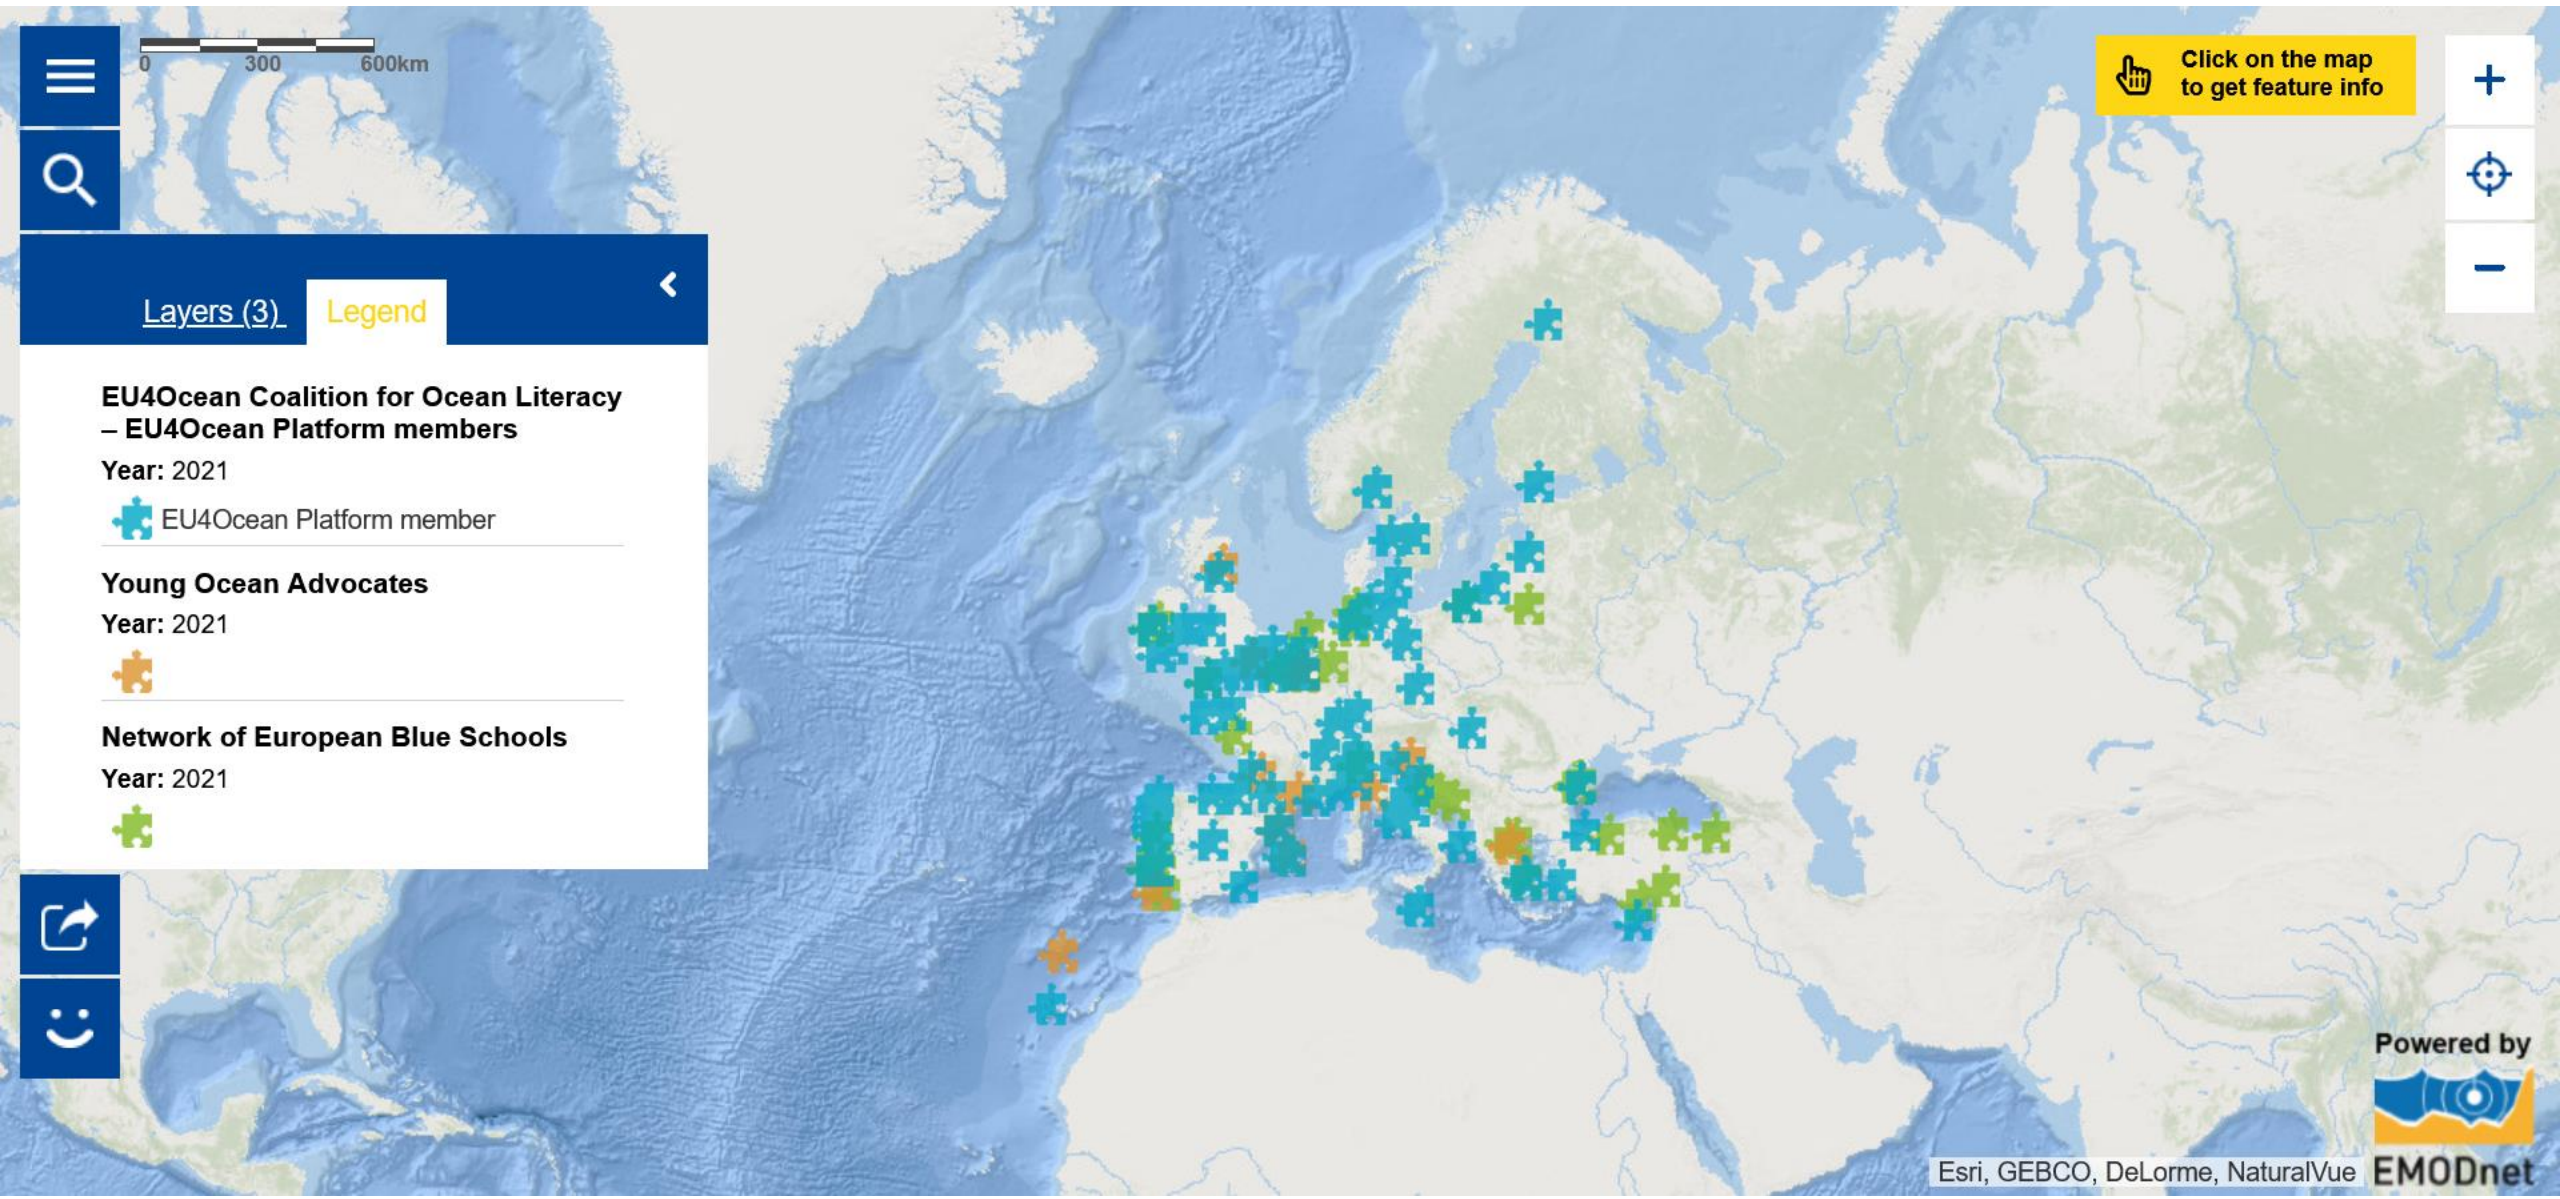 0 300 600km
Click on the map
to get feature info
Layers (3)
Legend
EU4Ocean Coalition for Ocean Literacy
– EU4Ocean Platform members
Year: 2021
EU4Ocean Platform member
Young Ocean Advocates
Year: 2021
Network of European Blue Schools
Year: 2021
Powered by
EMODnet
Esri, GEBCO, DeLorme, NaturalVue